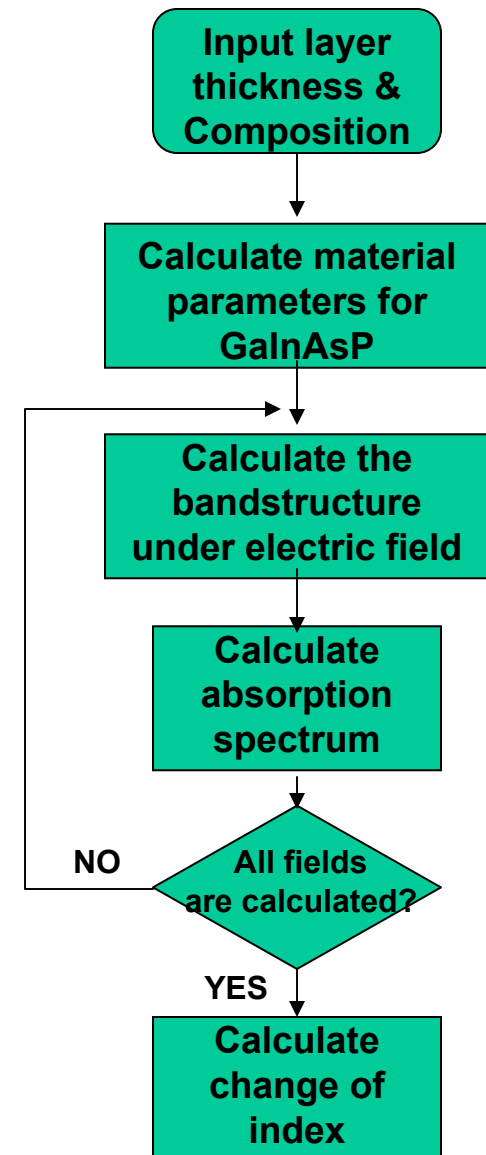 Input layer
thickness &
Composition
Calculate material
parameters for
GaInAsP
Calculate the
bandstructure
under electric field
Calculate
absorption
spectrum
NO
All fields
are calculated?
YES
Calculate
change of
index